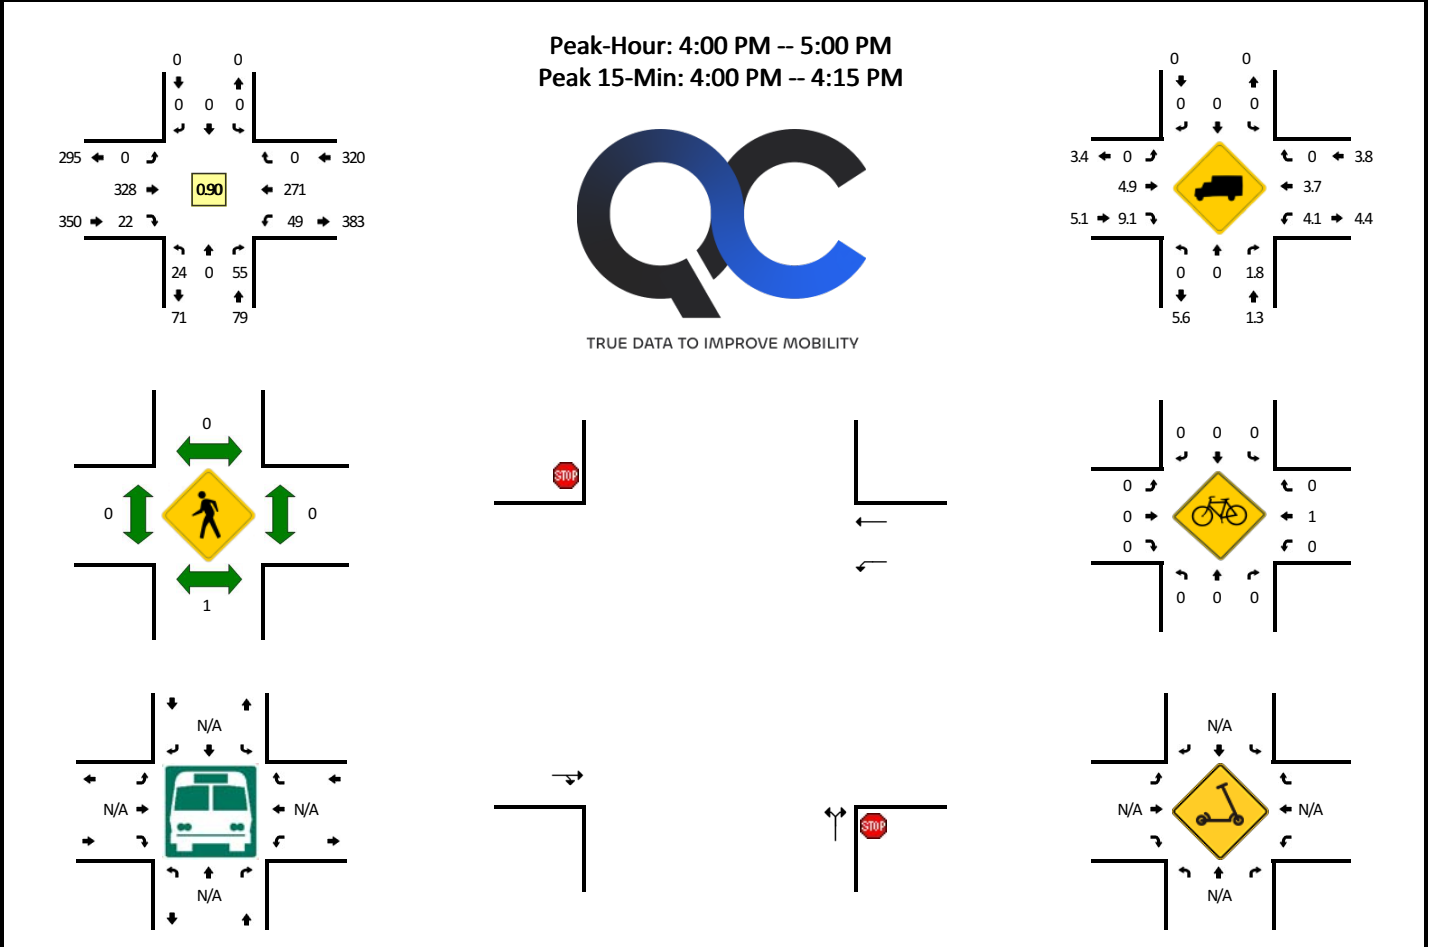 Peak-Hour: 4:00 PM -- 5:00 PM
Peak 15-Min: 4:00 PM -- 4:15 PM
0 0
0 0 0
295 0 0 320
328 0.90 271
350 22 49 383
24 0 55
71 79
QC
TRUE DATA TO IMPROVE MOBILITY
0 0
0 0 0
3.4 0 0 3.8
4.9 3.7
5.1 9.1 4.1 4.4
0 0 1.8
5.6 1.3
0
0 0
1
STOP
STOP
0 0 0
0 0
0 1
0 0
0 0 0
N/A
N/A N/A
N/A
N/A
N/A N/A
N/A